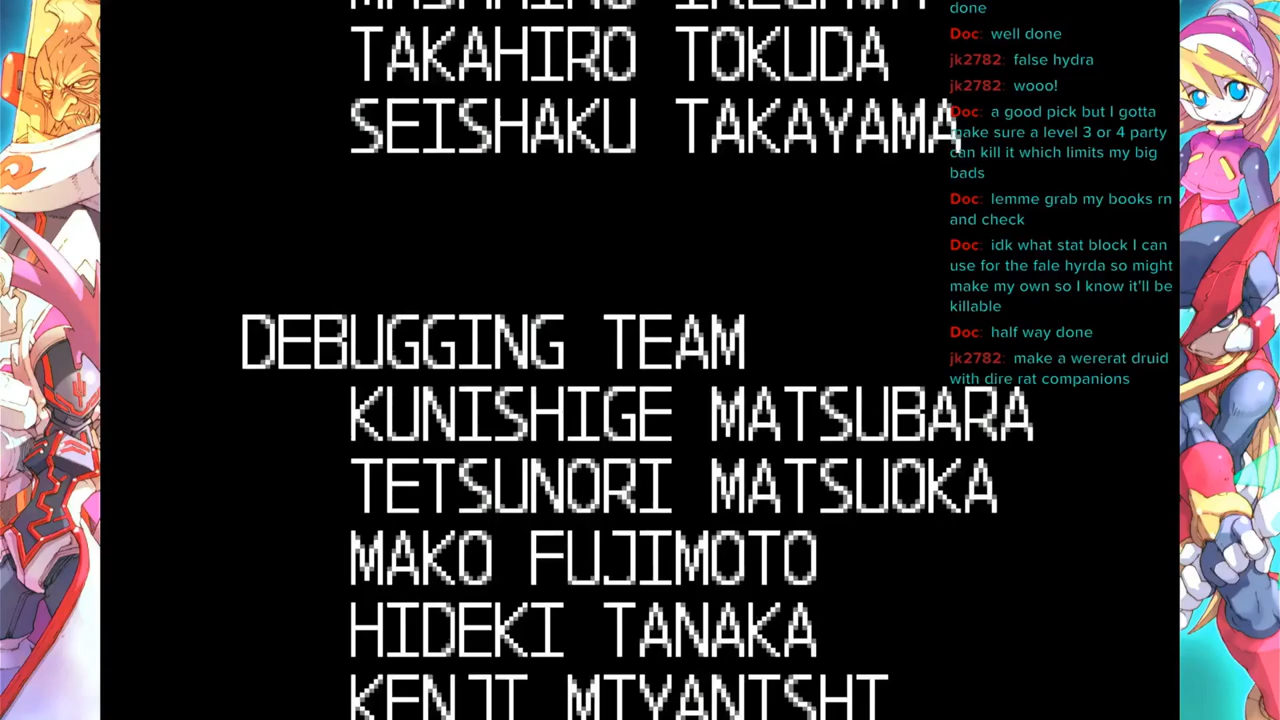 TAKAHIRO TOKUDA
SEISHAKU TAKAYAMA
DEBUGGING TEAM
KUNISHIGE MATSUBARA
TETSUNORI MATSUOKA
MAKO FUJIMOTO
HIDEKI TANAKA
KENJI MIYANISHI
done
Doc: well done
jk2782: false hydra
jk2782: wooo!
Doc: a good pick but I gotta
make sure a level 3 or 4 party
can kill it which limits my big
bads
Doc: lemme grab my books rn
and check
Doc: idk what stat block I can
use for the fale hyrda so might
make my own so I know it'll be
killable
Doc: half way done
jk2782: make a wererat druid
with dire rat companions